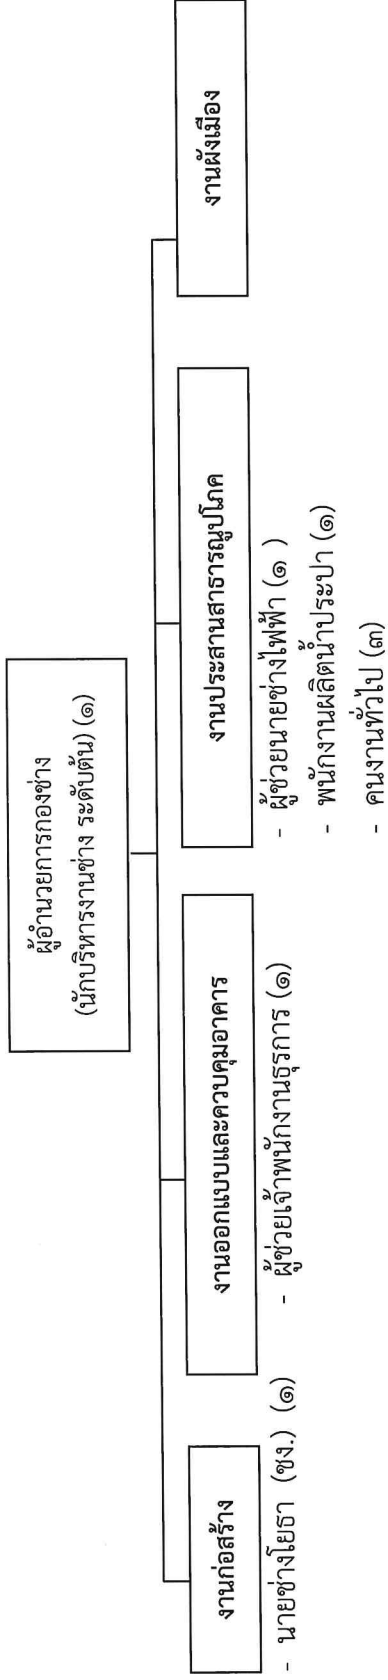 ผู้อำนวยการกองช่าง
(นักบริหารงานช่าง ระดับต้น) (๑)
งานก่อสร้าง
- นายช่างโยธา (ชง.) (๑)
งานออกแบบและควบคุมอาคาร
- ผู้ช่วยเจ้าพนักงานธุรการ (๑)
งานประสานสาธารณูปโภค
- ผู้ช่วยนายช่างไฟฟ้า (๑ )
- พนักงานผลิตน้ำประปา (๑)
- คนงานทั่วไป (๓)
งานผังเมือง